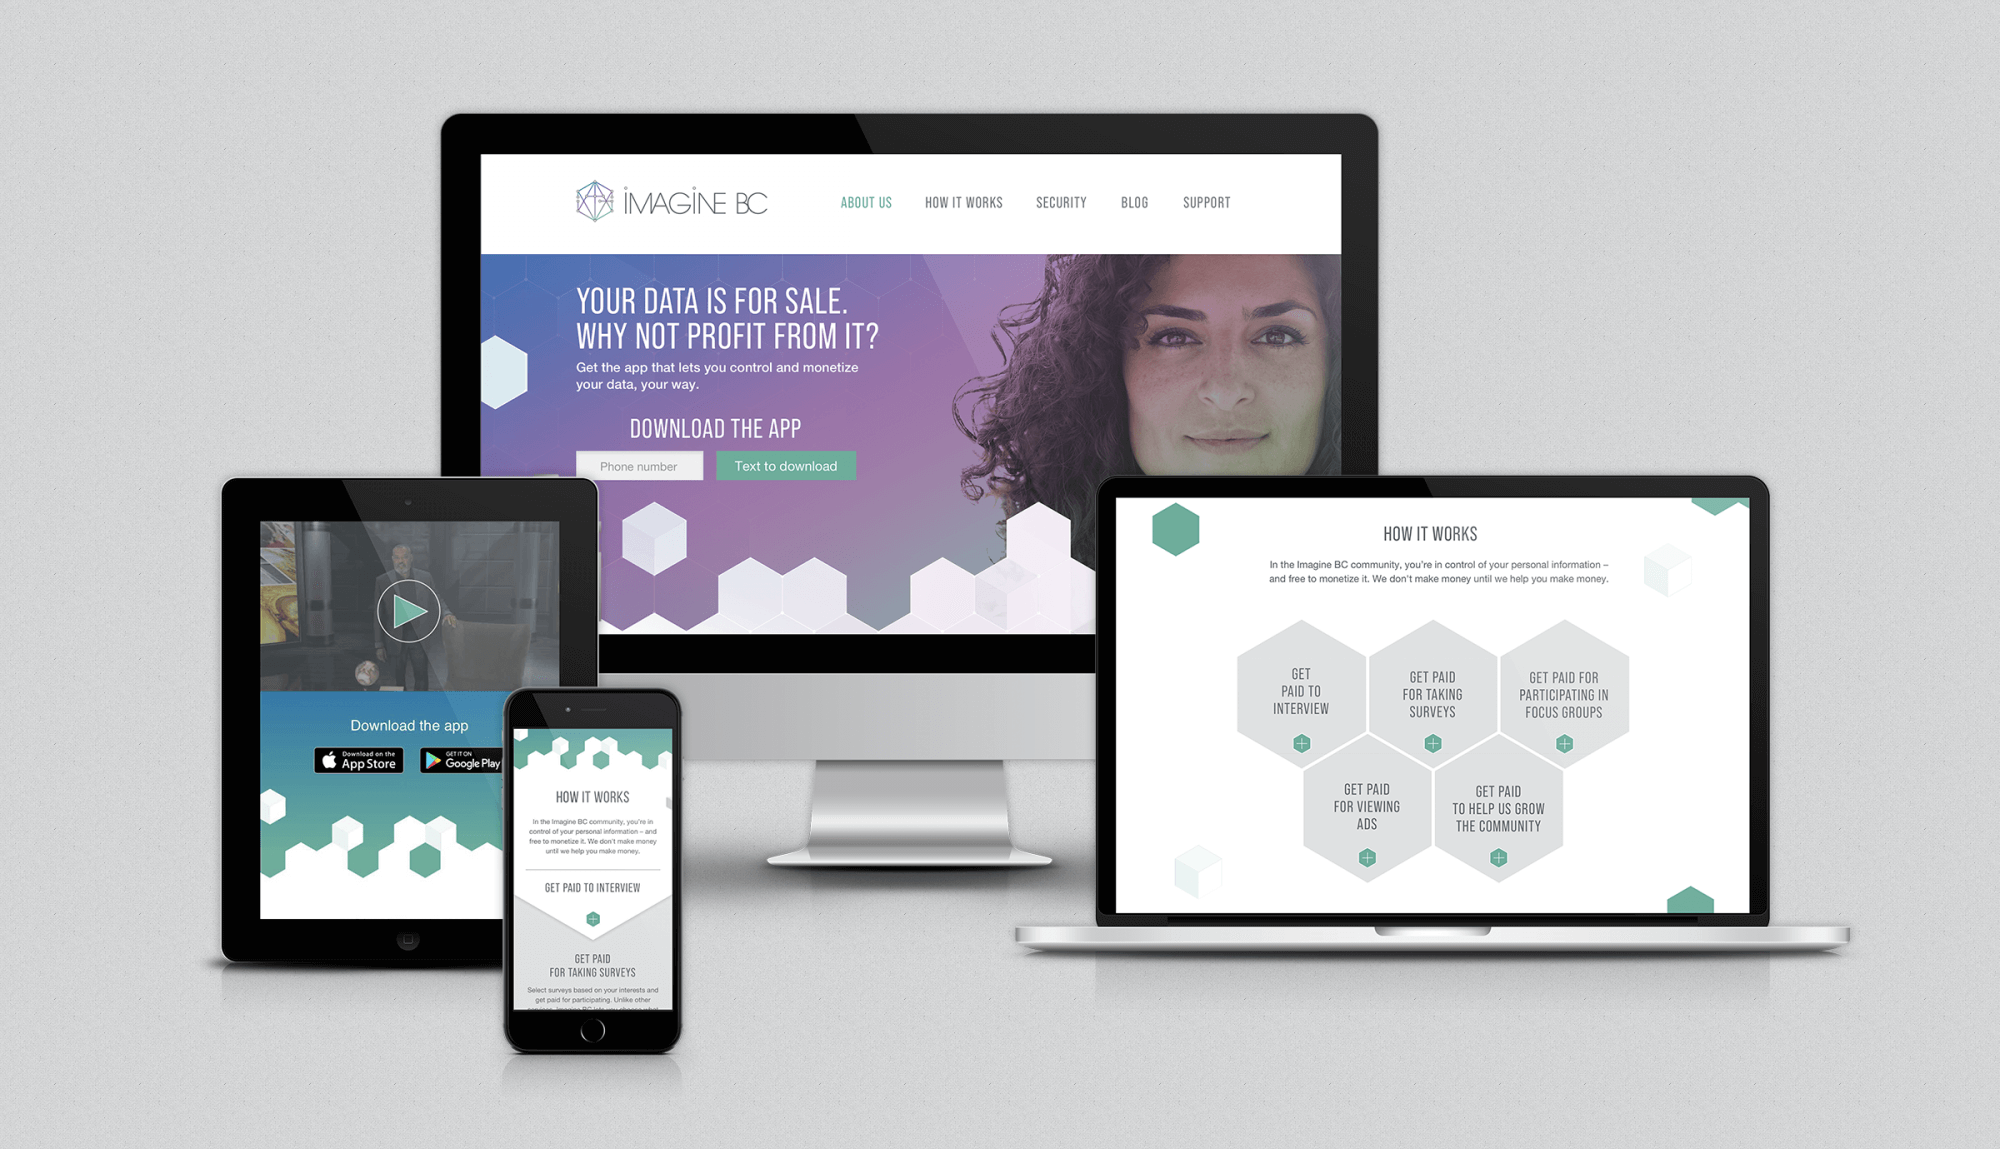 IMAGINE BC
ABOUT US
HOW IT WORKS
SECURITY
BLOG
SUPPORT
YOUR DATA IS FOR SALE.
WHY NOT PROFIT FROM IT?
Get the app that lets you control and monetize
your data, your way.
DOWNLOAD THE APP
Phone number
Text to download
Download the app
Download on the
App Store
GET IT ON
Google Play
HOW IT WORKS
In the Imagine BC community, you're in
control of your personal information – and
free to monetize it. We don't make money
until we help you make money.
GET PAID TO INTERVIEW
GET PAID
FOR TAKING SURVEYS
Select surveys based on your interests and
get paid for participating. Unlike other
HOW IT WORKS
In the Imagine BC community, you're in control of your personal information –
and free to monetize it. We don't make money until we help you make money.
GET
PAID TO
INTERVIEW
GET PAID
FOR TAKING
SURVEYS
GET PAID FOR
PARTICIPATING IN
FOCUS GROUPS
GET PAID
FOR VIEWING
ADS
GET PAID
TO HELP US GROW
THE COMMUNITY